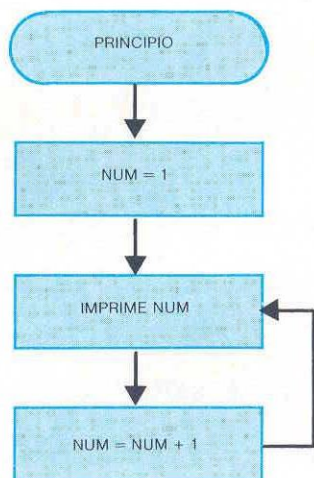 PRINCIPIO
NUM = 1
IMPRIME NUM
NUM = NUM + 1